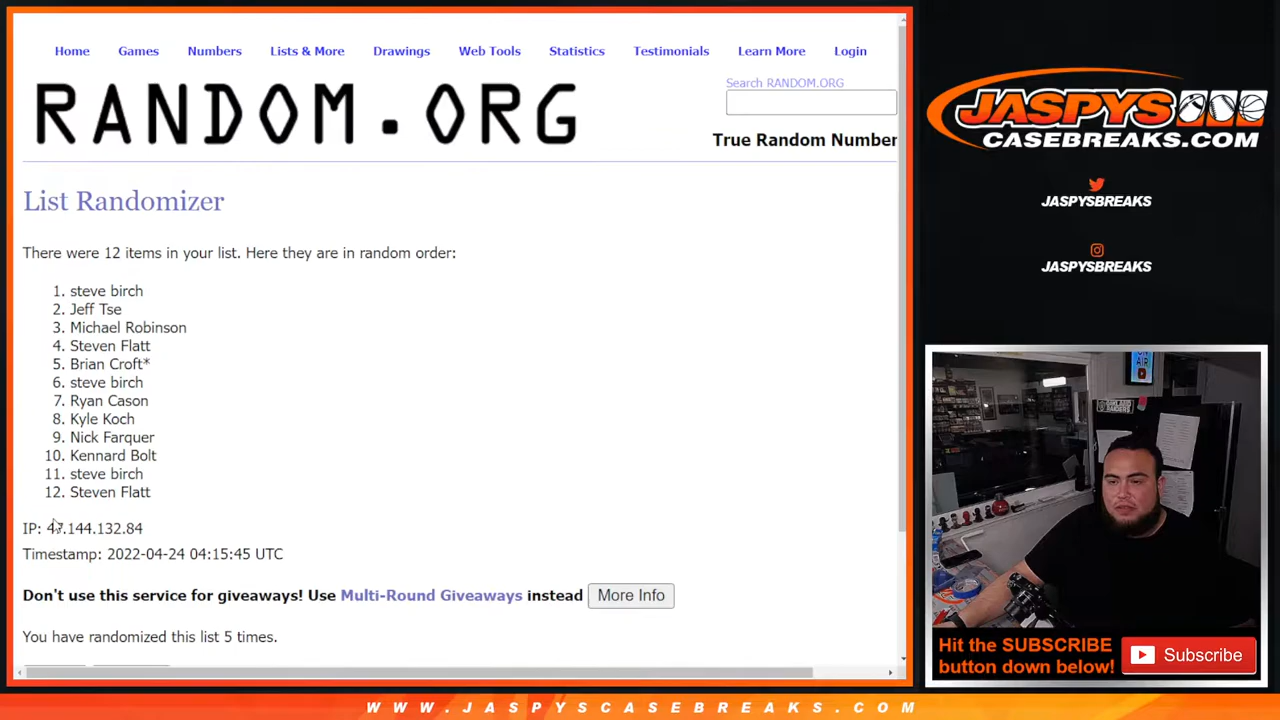 Home Games Numbers Lists & More Drawings Web Tools Statistics Testimonials Learn More Login
RANDOM.ORG
Search RANDOM.ORG
True Random Number
List Randomizer
There were 12 items in your list. Here they are in random order:
1. steve birch
2. Jeff Tse
3. Michael Robinson
4. Steven Flatt
5. Brian Croft*
6. steve birch
7. Ryan Cason
8. Kyle Koch
9. Nick Farquer
10. Kennard Bolt
11. steve birch
12. Steven Flatt
IP: 47.144.132.84
Timestamp: 2022-04-24 04:15:45 UTC
Don't use this service for giveaways! Use Multi-Round Giveaways instead More Info
You have randomized this list 5 times.
JASPYS
CASEBREAKS.COM
JASPYSBREAKS
JASPYSBREAKS
Hit the SUBSCRIBE
button down below!
Subscribe
WWW.JASPYSCASEBREAKS.COM